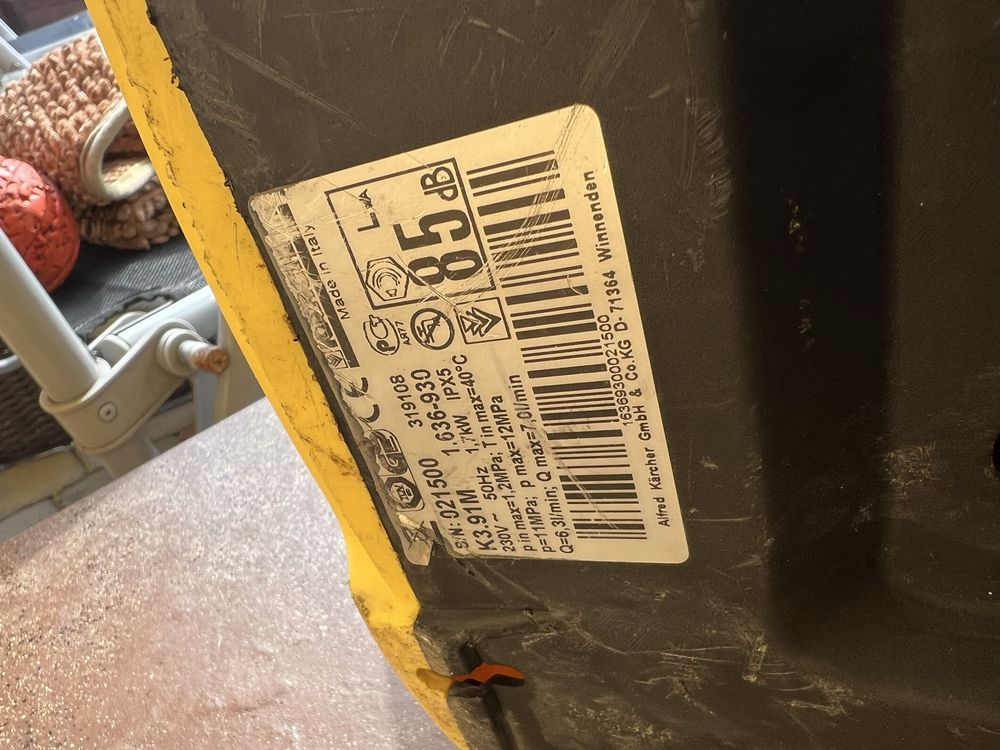 Made in Italy
LwA
85 dB
PCT
АЯ77
S/N: 021500 319108
K3.91M 1.636-930
230V ~ 50HZ 1.7kW IPX5
p in max=1.2MPa; T in max=40°C
p=11MPa; p max=12MPa
Q=6,3l/min; Q max=7.0l/min
1636930021500
Alfred Kärcher GmbH & Co.KG D- 71364 Winnenden